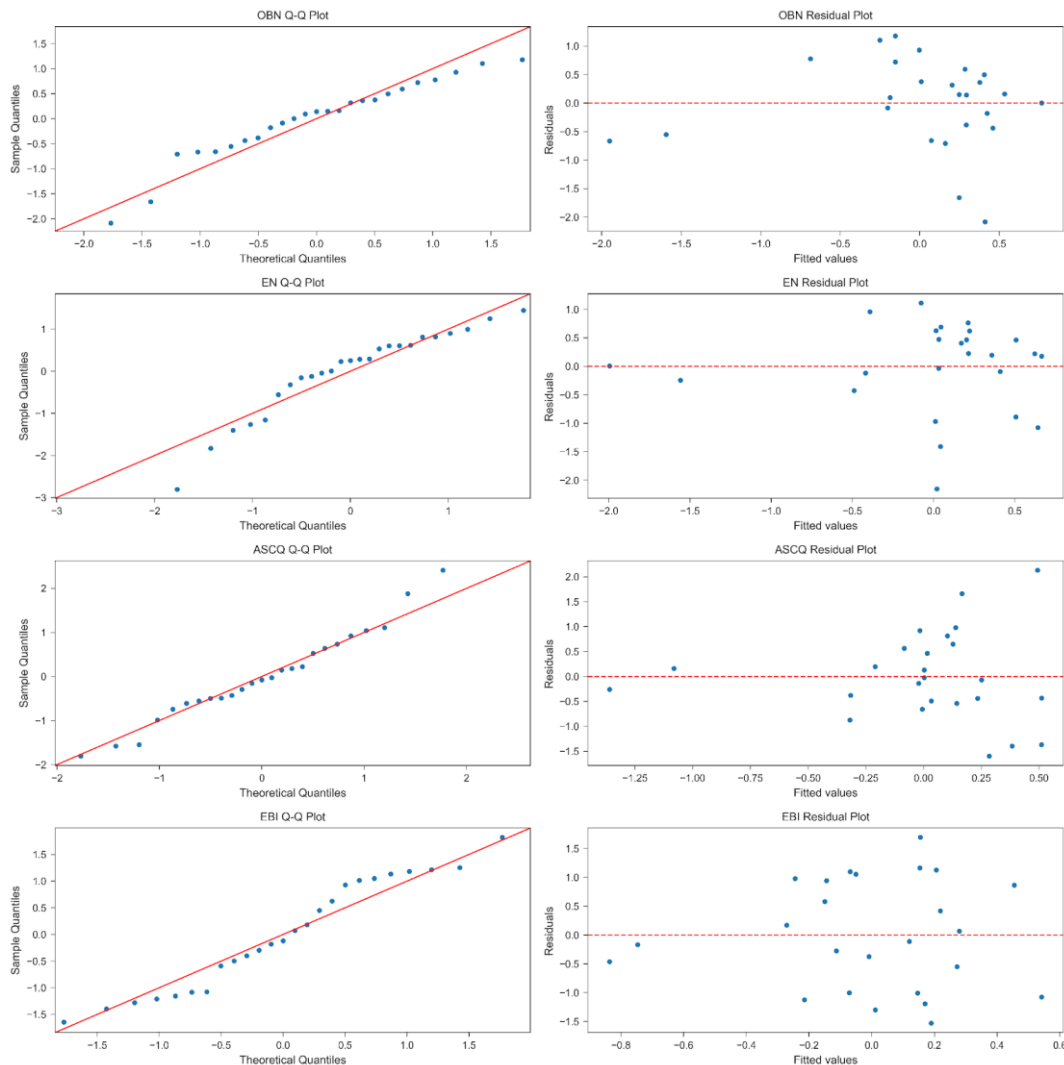 OBN Q-Q Plot
1.5
1.0
0.5
0.0
−0.5
−1.0
−1.5
−2.0
Sample Quantiles
−2.0 −1.5 −1.0 −0.5 0.0 0.5 1.0 1.5
Theoretical Quantiles
OBN Residual Plot
1.0
0.5
0.0
−0.5
−1.0
−1.5
−2.0
Residuals
−2.0 −1.5 −1.0 −0.5 0.0 0.5
Fitted values
EN Q-Q Plot
1
0
−1
−2
−3
Sample Quantiles
−3 −2 −1 0 1
Theoretical Quantiles
EN Residual Plot
1.0
0.5
0.0
−0.5
−1.0
−1.5
−2.0
Residuals
−2.0 −1.5 −1.0 −0.5 0.0 0.5
Fitted values
ASCQ Q-Q Plot
2
1
0
−1
−2
Sample Quantiles
−2 −1 0 1 2
Theoretical Quantiles
ASCQ Residual Plot
2.0
1.5
1.0
0.5
0.0
−0.5
−1.0
−1.5
Residuals
−1.25 −1.00 −0.75 −0.50 −0.25 0.00 0.25 0.50
Fitted values
EBI Q-Q Plot
1.5
1.0
0.5
0.0
−0.5
−1.0
−1.5
Sample Quantiles
−1.5 −1.0 −0.5 0.0 0.5 1.0 1.5
Theoretical Quantiles
EBI Residual Plot
1.5
1.0
0.5
0.0
−0.5
−1.0
−1.5
Residuals
−0.8 −0.6 −0.4 −0.2 0.0 0.2 0.4 0.6
Fitted values